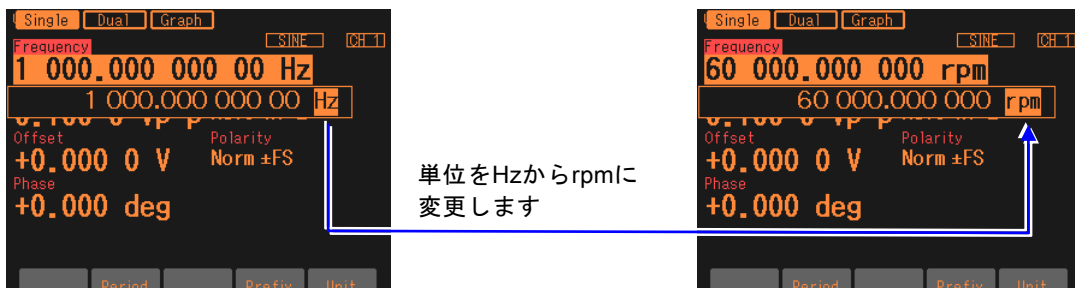 Single Dual Graph
Frequency SINE CH 1
1 000.000 000 00 Hz
1 000.000 000 00 Hz
Offset Polarity
+0.000 0 V Norm ±FS
Phase
+0.000 deg
Period Prefix Unit
単位をHzからrpmに
変更します
Single Dual Graph
Frequency SINE CH 1
60 000.000 000 rpm
60 000.000 000 rpm
Offset Polarity
+0.000 0 V Norm ±FS
Phase
+0.000 deg
Period Prefix Unit